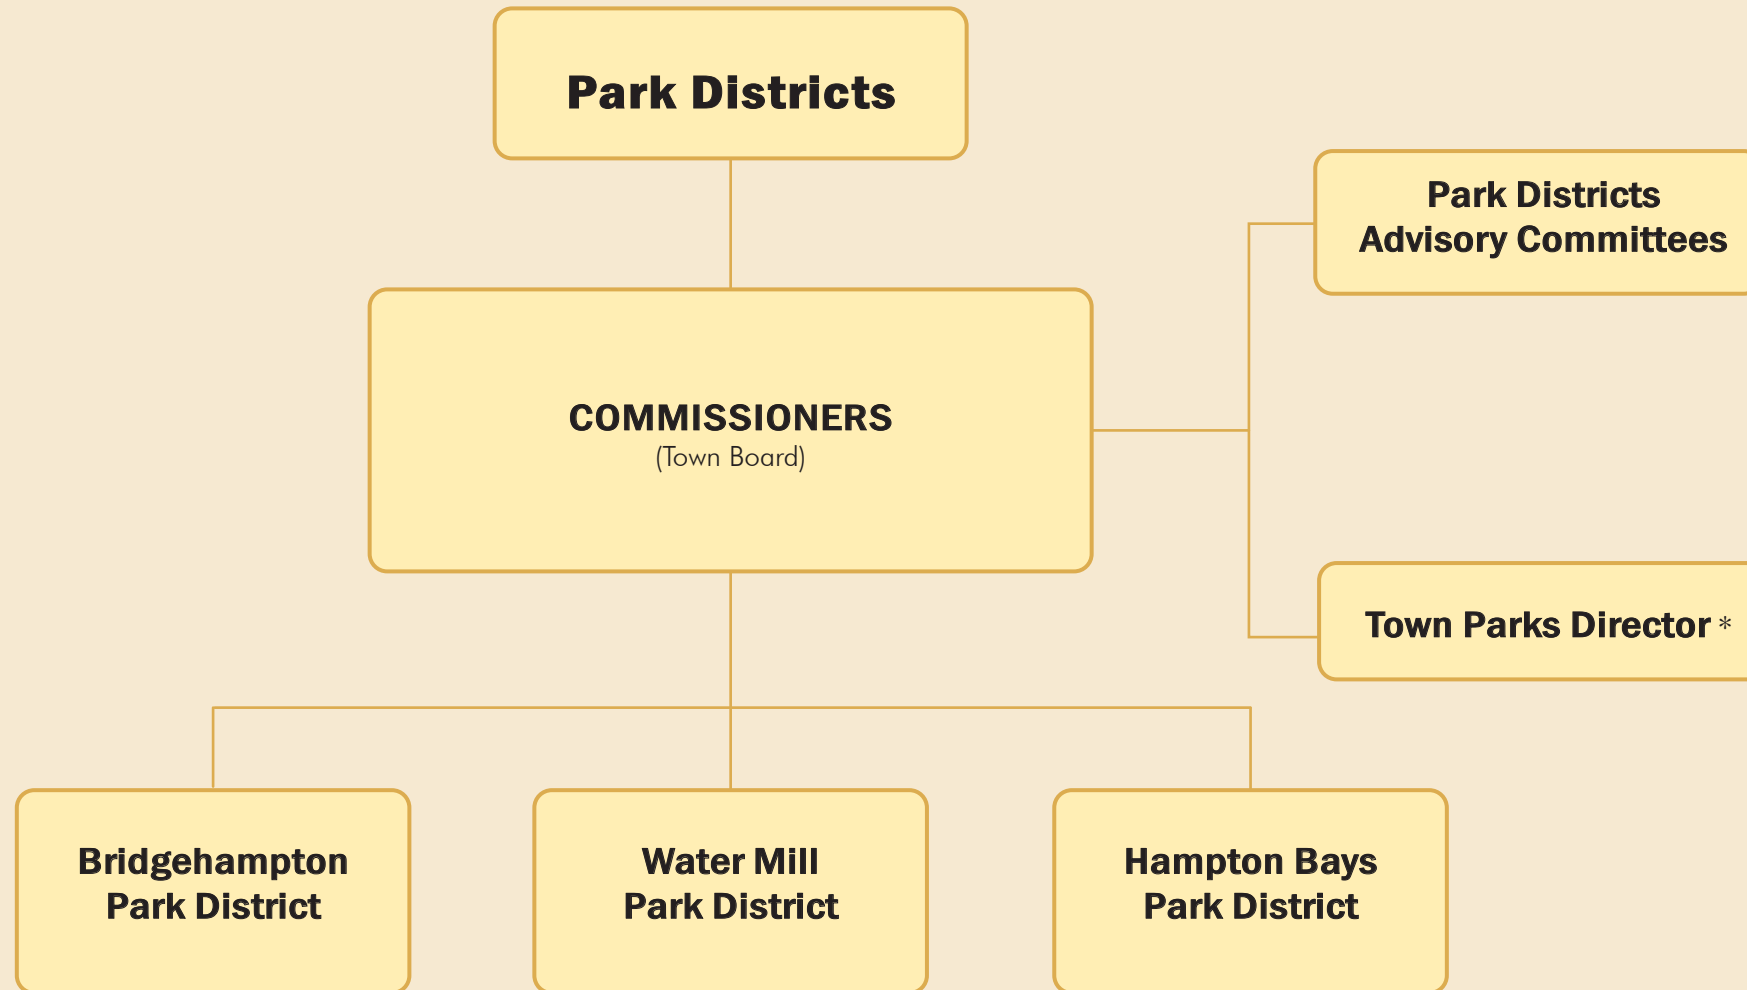 Park Districts
Park Districts
Advisory Committees
COMMISSIONERS
(Town Board)
Town Parks Director *
Bridgehampton
Park District
Water Mill
Park District
Hampton Bays
Park District